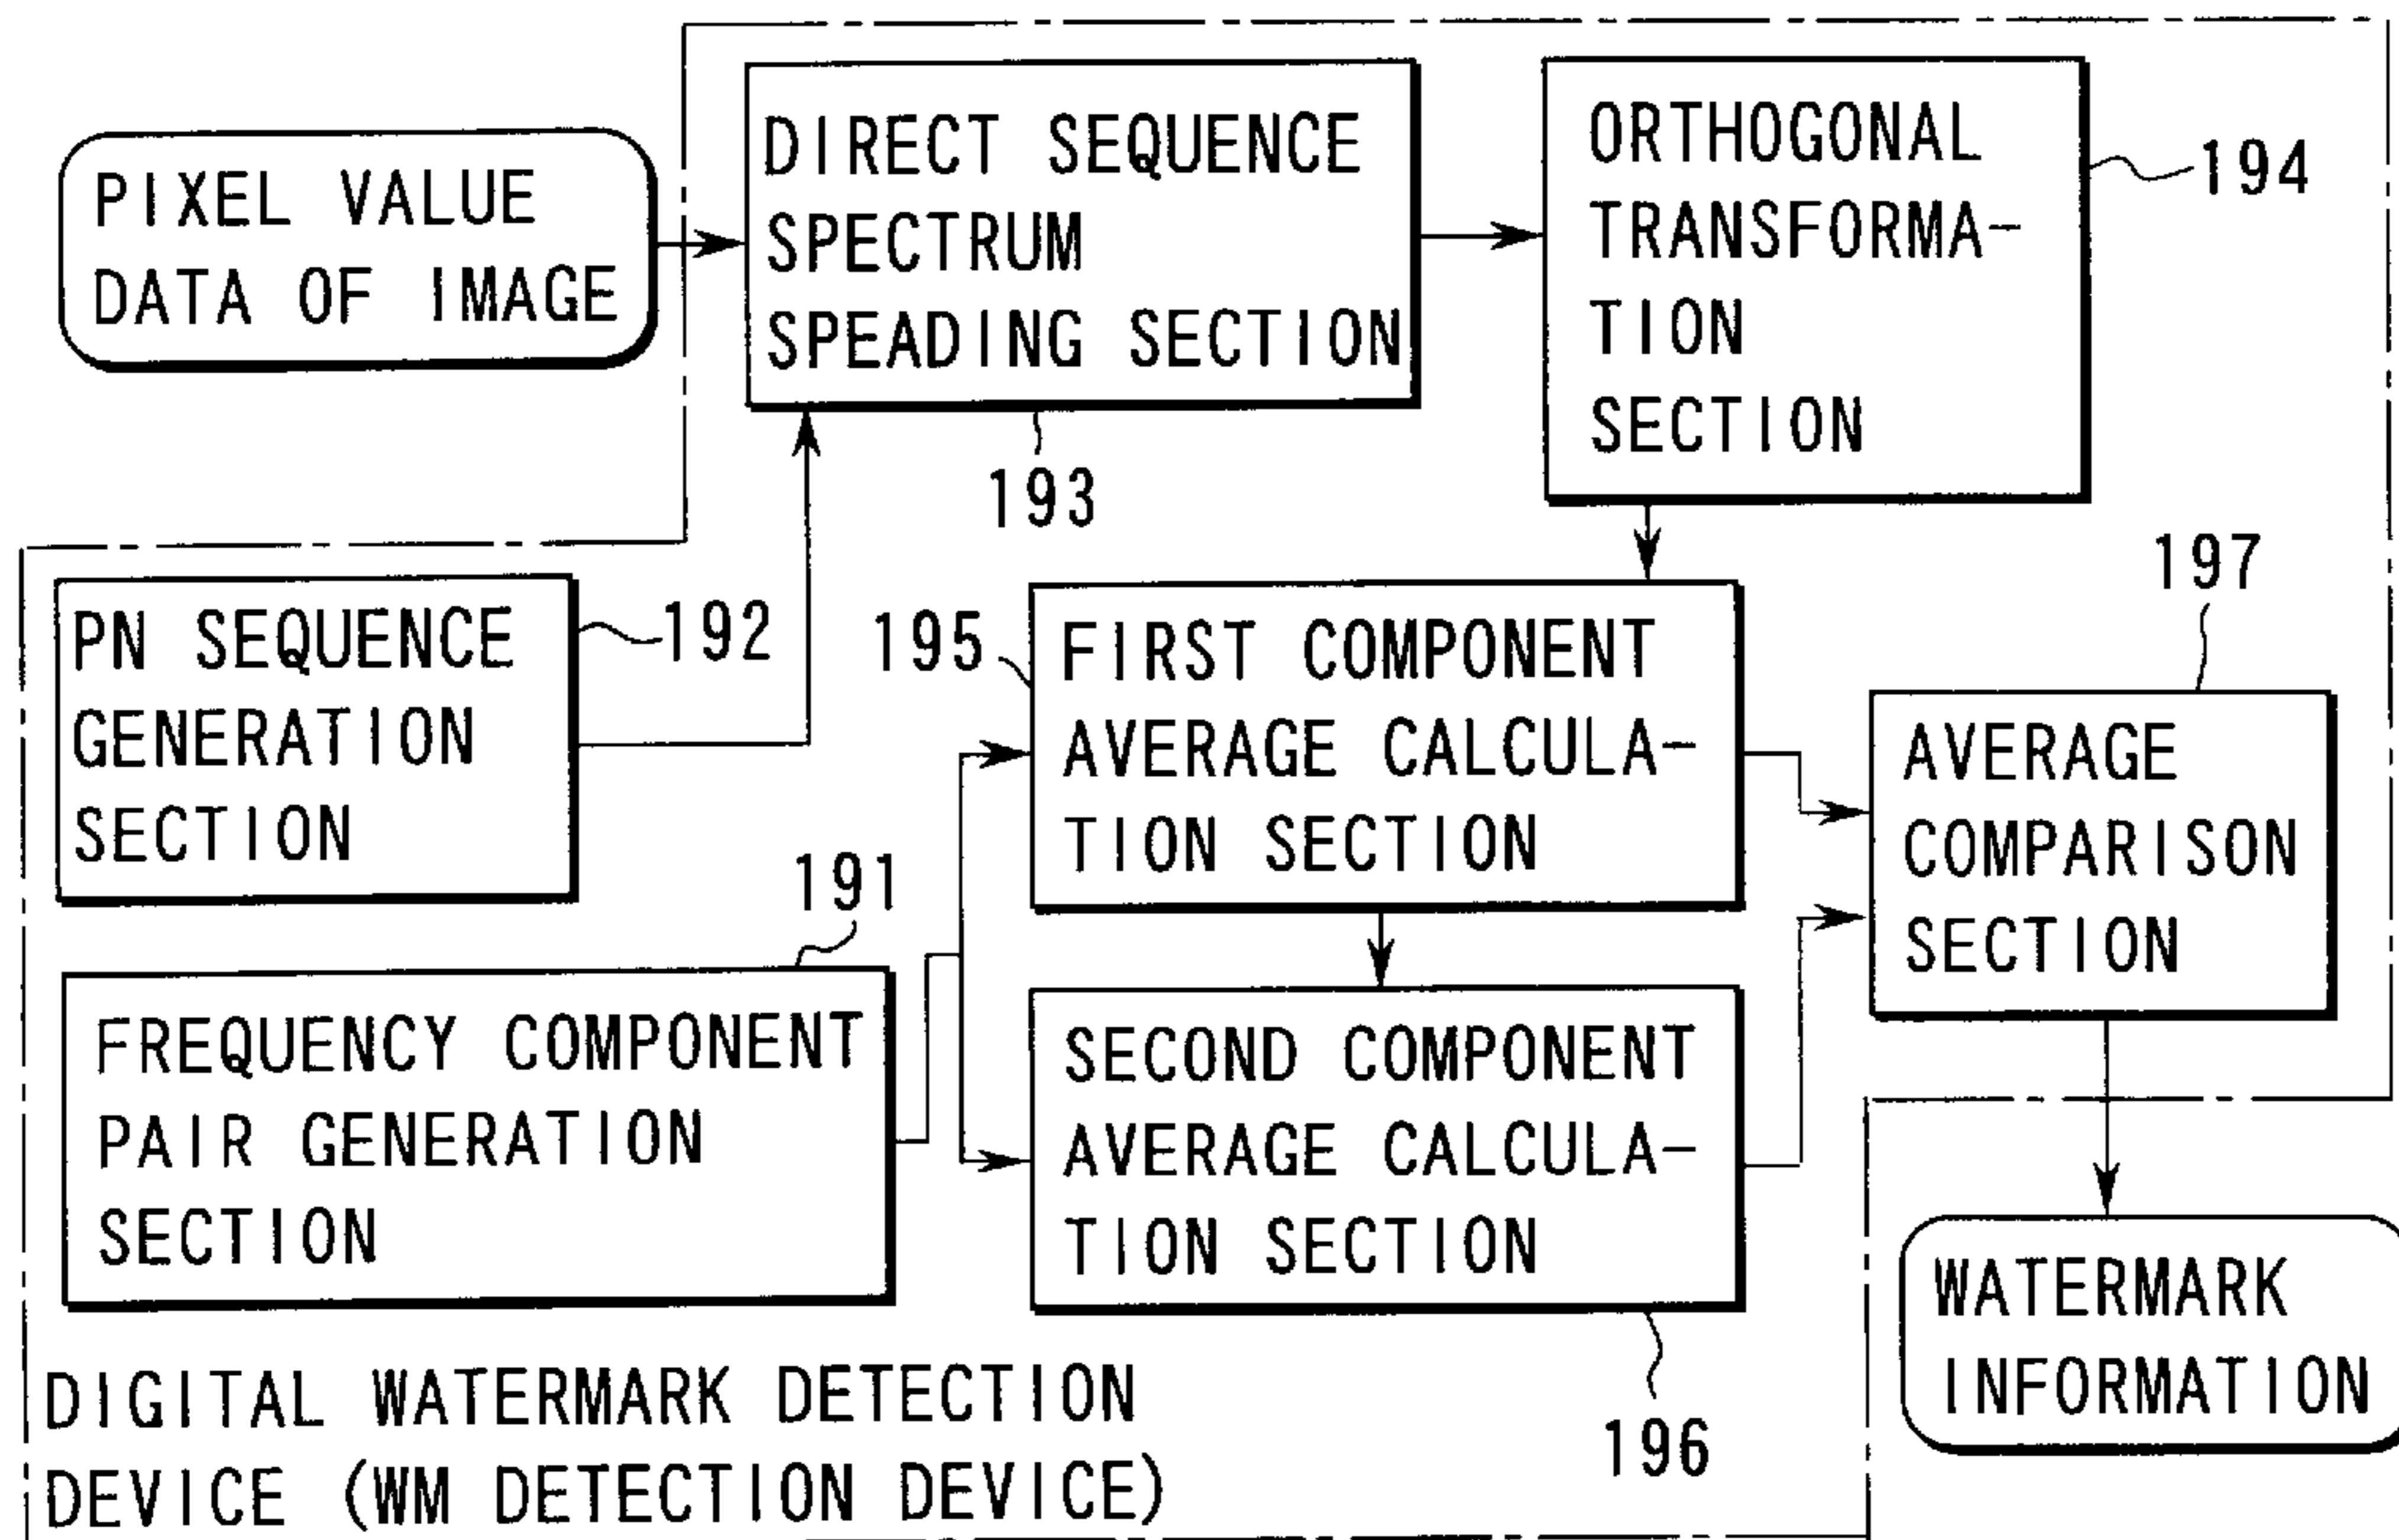 PIXEL VALUE
DATA OF IMAGE
DIRECT SEQUENCE
SPECTRUM
SPEADING SECTION
193
ORTHOGONAL
TRANSFORMA-
TION
SECTION
194
PN SEQUENCE
GENERATION
SECTION
192
195
FIRST COMPONENT
AVERAGE CALCULA-
TION SECTION
197
AVERAGE
COMPARISON
SECTION
191
FREQUENCY COMPONENT
PAIR GENERATION
SECTION
SECOND COMPONENT
AVERAGE CALCULA-
TION SECTION
196
WATERMARK
INFORMATION
DIGITAL WATERMARK DETECTION
DEVICE (WM DETECTION DEVICE)